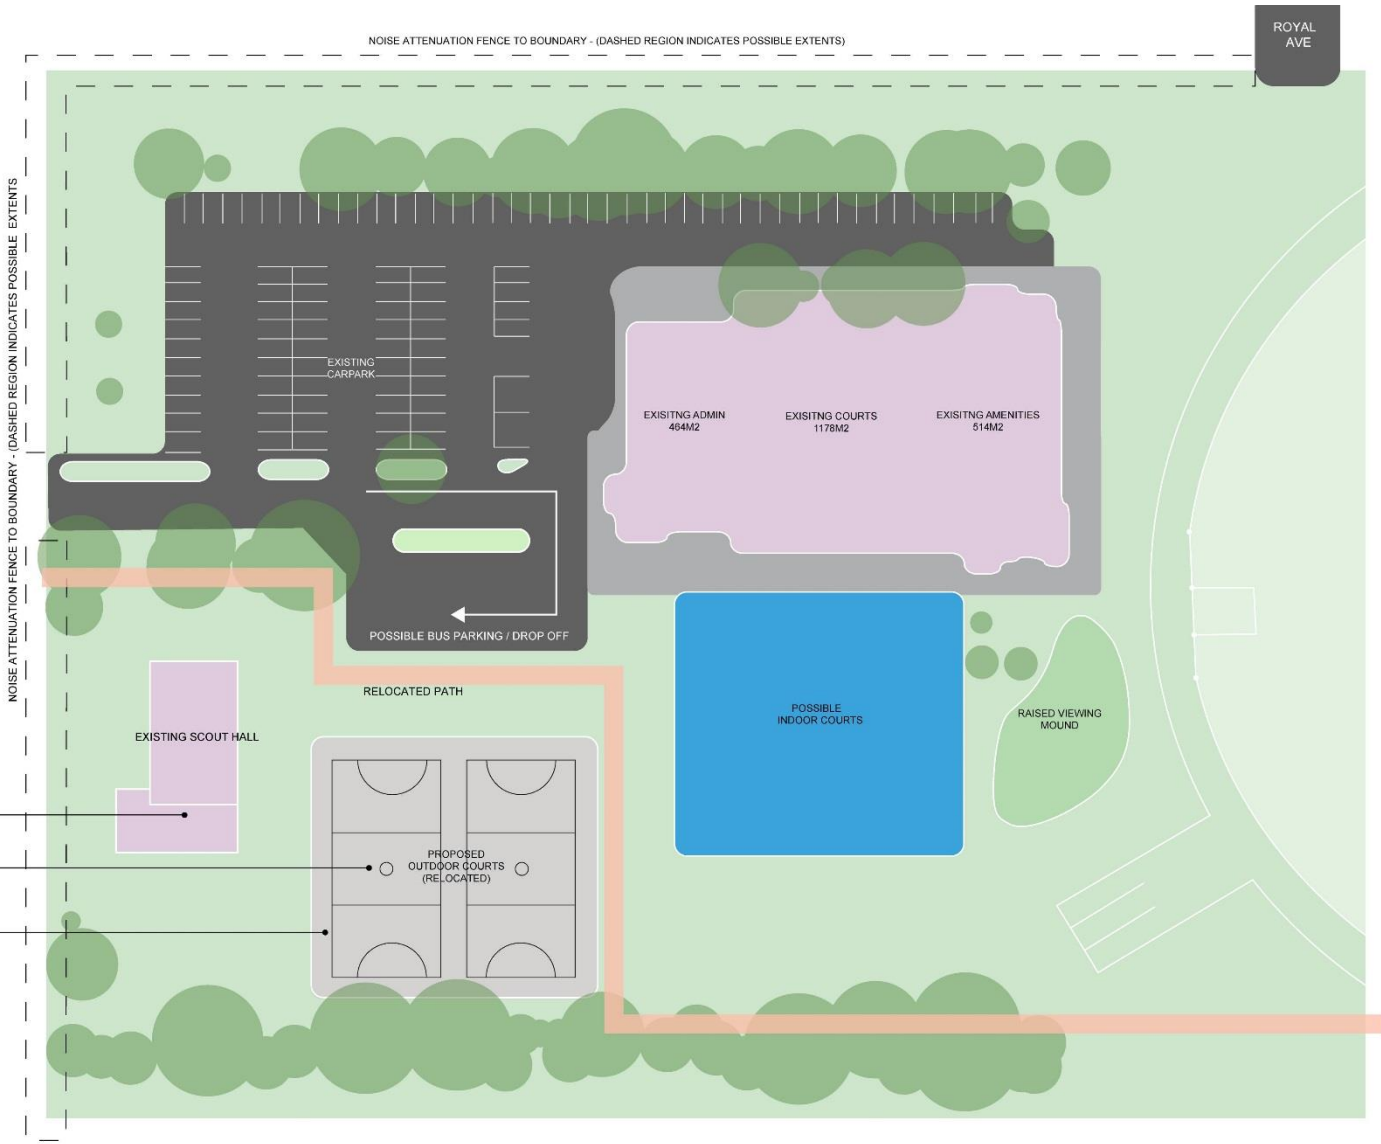 ROYAL
AVE
NOISE ATTENUATION FENCE TO BOUNDARY - (DASHED REGION INDICATES POSSIBLE EXTENTS)
NOISE ATTENUATION FENCE TO BOUNDARY - (DASHED REGION INDICATES POSSIBLE EXTENTS
EXISTING
CARPARK
EXISITNG ADMIN
464M2
EXISITNG COURTS
1178M2
EXISITNG AMENITIES
514M2
POSSIBLE BUS PARKING / DROP OFF
RELOCATED PATH
POSSIBLE
INDOOR COURTS
RAISED VIEWING
MOUND
EXISTING SCOUT HALL
PROPOSED
OUTDOOR COURTS
(RELOCATED)